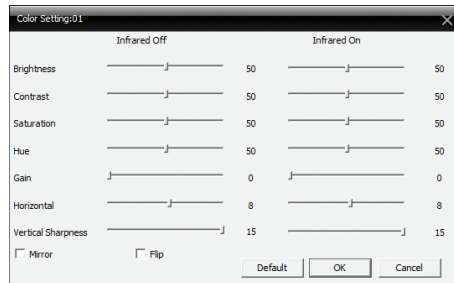 Color Setting:01
Infrared Off Infrared On
Brightness 50 50
Contrast 50 50
Saturation 50 50
Hue 50 50
Gain 0 0
Horizontal 8 8
Vertical Sharpness 15 15
Mirror Flip
Default OK Cancel